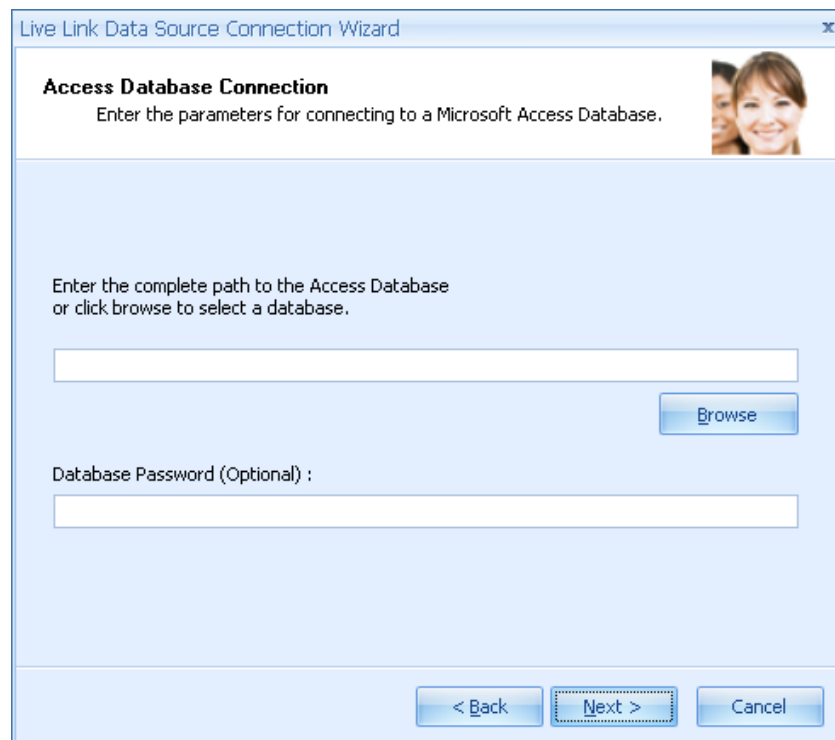 Live Link Data Source Connection Wizard
x
Access Database Connection
Enter the parameters for connecting to a Microsoft Access Database.
Enter the complete path to the Access Database
or click browse to select a database.
Browse
Database Password (Optional) :
< Back Next > Cancel